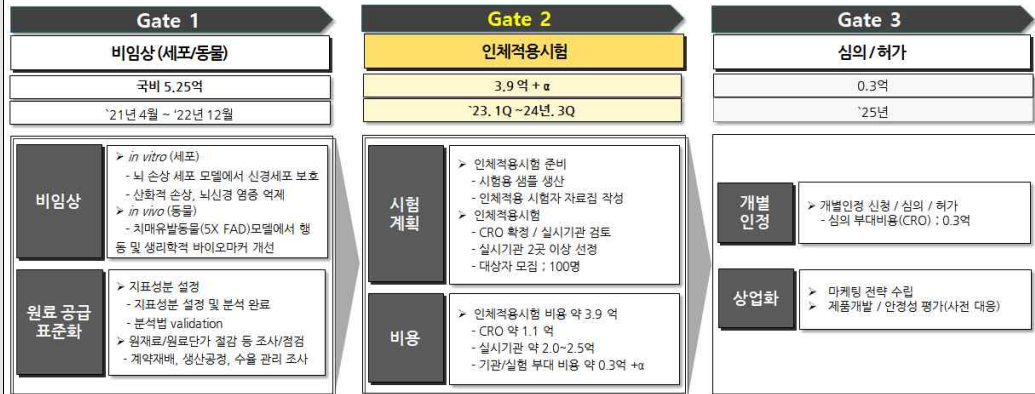 Gate 1
비임상 (세포/동물)
국비 5.25억
`21년 4월 ~ '22년 12월
비임상
➢ in vitro (세포)
- 뇌 손상 세포 모델에서 신경세포 보호
- 산화적 손상, 뇌신경 염증 억제
➢ in vivo (동물)
- 치매유발동물(5X FAD)모델에서 행
동 및 생리학적 바이오마커 개선
원료 공급
표준화
➢ 지표성분 설정
- 지표성분 설정 및 분석 완료
- 분석법 validation
➢ 원재료/원료단가 절감 등 조사/점검
- 계약재배, 생산공정, 수율 관리 조사
Gate 2
인체적용시험
3.9 억 + α
`23. 1Q ~24년. 3Q
시험
계획
➢ 인체적용시험 준비
- 시험용 샘플 생산
- 인체적용 시험자 자료집 작성
➢ 인체적용시험
- CRO 확정 / 실시기관 검토
- 실시기관 2곳 이상 선정
- 대상자 모집 ; 100명
비용
➢ 인체적용시험 비용 약 3.9 억
- CRO 약 1.1 억
- 실시기관 약 2.0~2.5억
- 기관/실험 부대 비용 약 0.3억 +α
Gate 3
심의 / 허가
0.3억
`25년
개별
인정
➢ 개별인정 신청 / 심의 / 허가
- 심의 부대비용(CRO) ; 0.3억
상업화
➢ 마케팅 전략 수립
➢ 제품개발 / 안정성 평가(사전 대응)